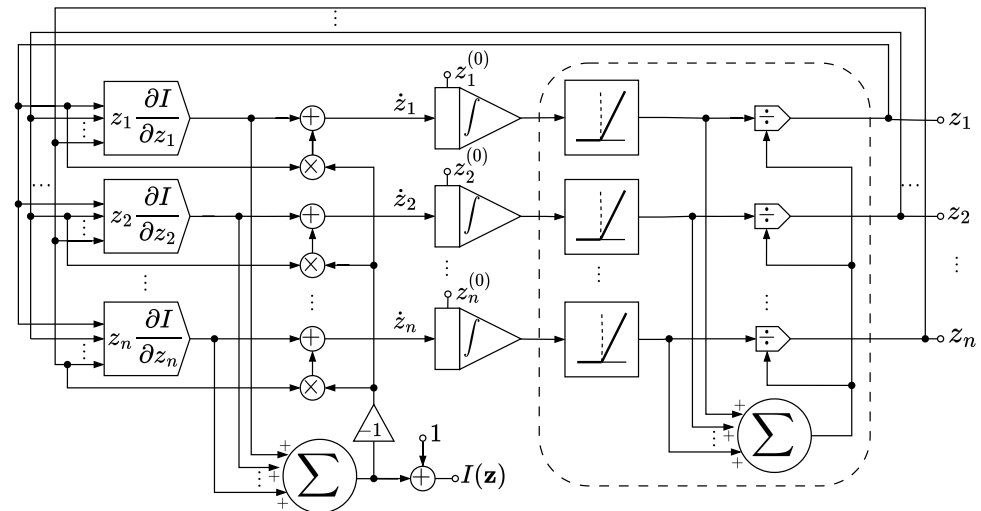 z_1 ∂I/∂z_1
z_2 ∂I/∂z_2
z_n ∂I/∂z_n
+
×
+
×
+
×
ż_1
ż_2
ż_n
z_1^{(0)}
z_2^{(0)}
z_n^{(0)}
∫
∫
∫
÷
÷
÷
z_1
z_2
z_n
+
+
+
∑
−1
1
+
I(𝐳)
+
+
+
∑